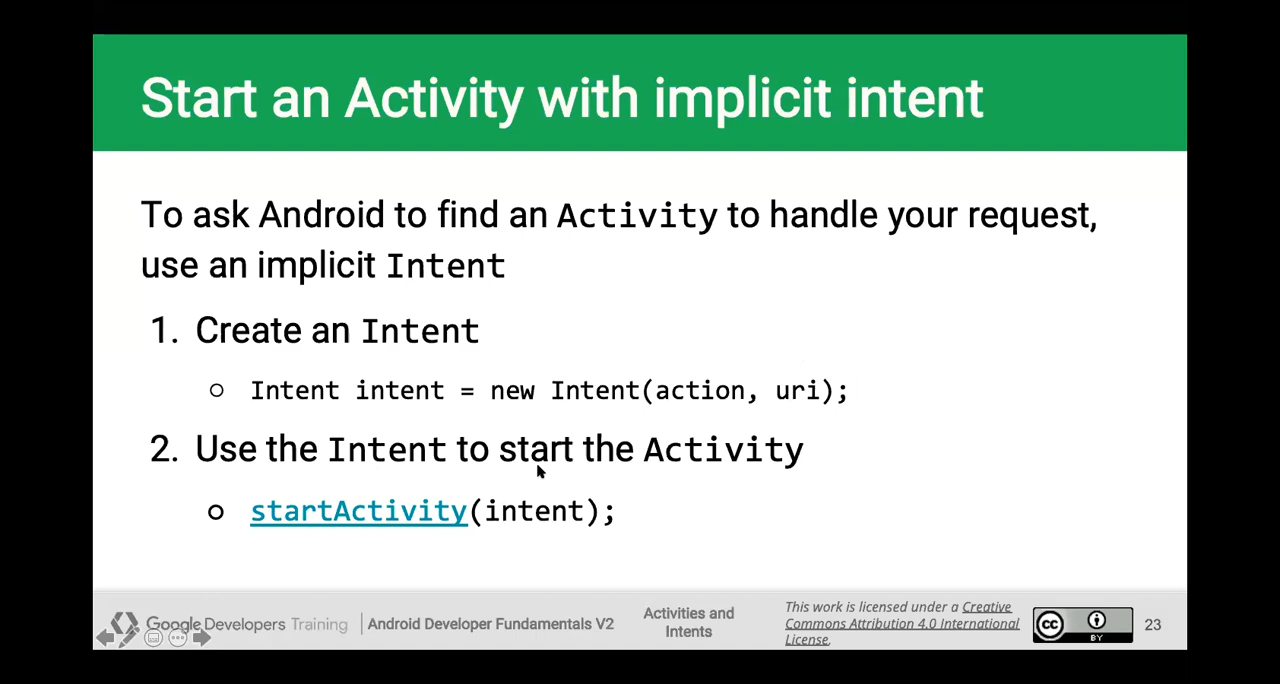 Start an Activity with implicit intent
To ask Android to find an Activity to handle your request,
use an implicit Intent
1. Create an Intent
○ Intent intent = new Intent(action, uri);
2. Use the Intent to start the Activity
○ startActivity(intent);
Google Developers Training
Android Developer Fundamentals V2
Activities and
Intents
This work is licensed under a Creative
Commons Attribution 4.0 International
License.
cc
BY
23